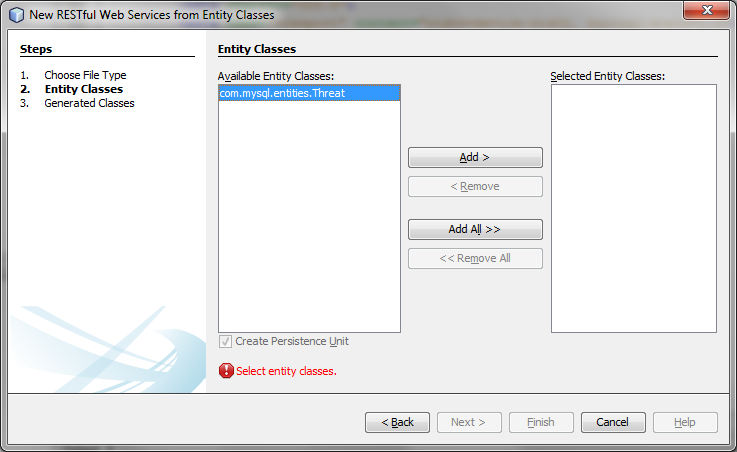 New RESTful Web Services from Entity Classes
Steps
1. Choose File Type
2. Entity Classes
3. Generated Classes
Entity Classes
Available Entity Classes:
com.mysql.entities.Threat
Add >
< Remove
Add All >>
<< Remove All
Selected Entity Classes:
Create Persistence Unit
Select entity classes.
< Back
Next >
Finish
Cancel
Help